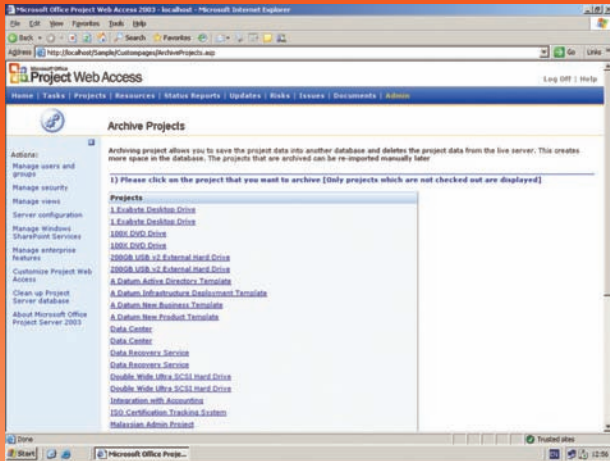 Microsoft Office Project Web Access 2003 - localhost - Microsoft Internet Explorer
File Edit View Favorites Tools Help
Back Search Favorites
Address http://localhost/Sample/Custompages/ArchiveProjects.asp Go Links
Microsoft Office
Project Web Access
Log Off | Help
Home | Tasks | Projects | Resources | Status Reports | Updates | Risks | Issues | Documents | Admin
Archive Projects
Archiving project allows you to save the project data into another database and deletes the project data from the live server. This creates
more space in the database. The projects that are archived can be re-imported manually later
1) Please click on the project that you want to archive [Only projects which are not checked out are displayed]
Actions:
Manage users and
groups
Manage security
Manage views
Server configuration
Manage Windows
SharePoint Services
Manage enterprise
features
Customize Project Web
Access
Clean up Project
Server database
About Microsoft Office
Project Server 2003
Projects
1 Exabyte Desktop Drive
1 Exabyte Desktop Drive
100X DVD Drive
100X DVD Drive
200GB USB v2 External Hard Drive
200GB USB v2 External Hard Drive
A Datum Active Directory Template
A Datum Infrastructure Deployment Template
A Datum New Business Template
A Datum New Product Template
Data Center
Data Center
Data Recovery Service
Data Recovery Service
Double Wide Ultra SCSI Hard Drive
Double Wide Ultra SCSI Hard Drive
Integration with Accounting
ISO Certification Tracking System
Malaysian Admin Project
Done Trusted sites
Start Microsoft Office Proje... 12:56